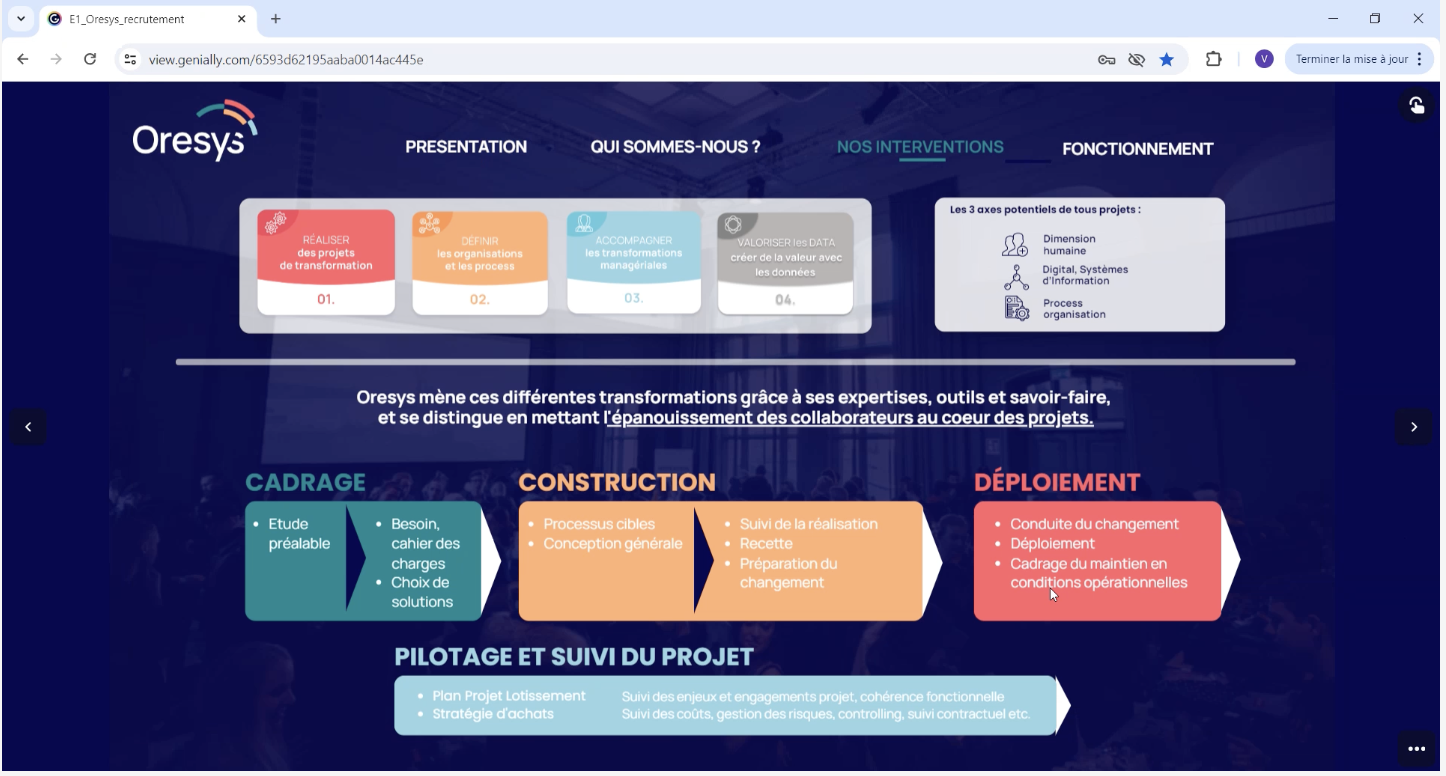 E1_Oresys_recrutement
view.genially.com/6593d62195aaba0014ac445e
V
Terminer la mise à jour
Oresys
PRESENTATION
QUI SOMMES-NOUS ?
NOS INTERVENTIONS
FONCTIONNEMENT
RÉALISER
des projets
de transformation
01.
DÉFINIR
les organisations
et les process
02.
ACCOMPAGNER
les transformations
managériales
03.
VALORISER les DATA
créer de la valeur avec
les données
04.
Les 3 axes potentiels de tous projets :
Dimension
humaine
Digital, Systèmes
d'Information
Process
organisation
Oresys mène ces différentes transformations grâce à ses expertises, outils et savoir-faire,
et se distingue en mettant l'épanouissement des collaborateurs au coeur des projets.
CADRAGE
• Etude
préalable
• Besoin,
cahier des
charges
• Choix de
solutions
CONSTRUCTION
• Processus cibles
• Conception générale
• Suivi de la réalisation
• Recette
• Préparation du
changement
DÉPLOIEMENT
• Conduite du changement
• Déploiement
• Cadrage du maintien en
conditions opérationnelles
PILOTAGE ET SUIVI DU PROJET
• Plan Projet Lotissement
• Stratégie d'achats
Suivi des enjeux et engagements projet, cohérence fonctionnelle
Suivi des coûts, gestion des risques, controlling, suivi contractuel etc.